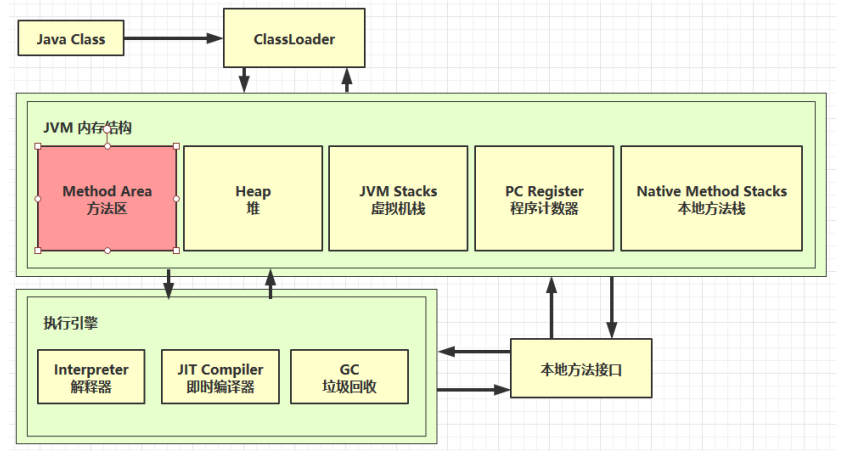 Java Class
ClassLoader
JVM 内存结构
Method Area
方法区
Heap
堆
JVM Stacks
虚拟机栈
PC Register
程序计数器
Native Method Stacks
本地方法栈
执行引擎
Interpreter
解释器
JIT Compiler
即时编译器
GC
垃圾回收
本地方法接口